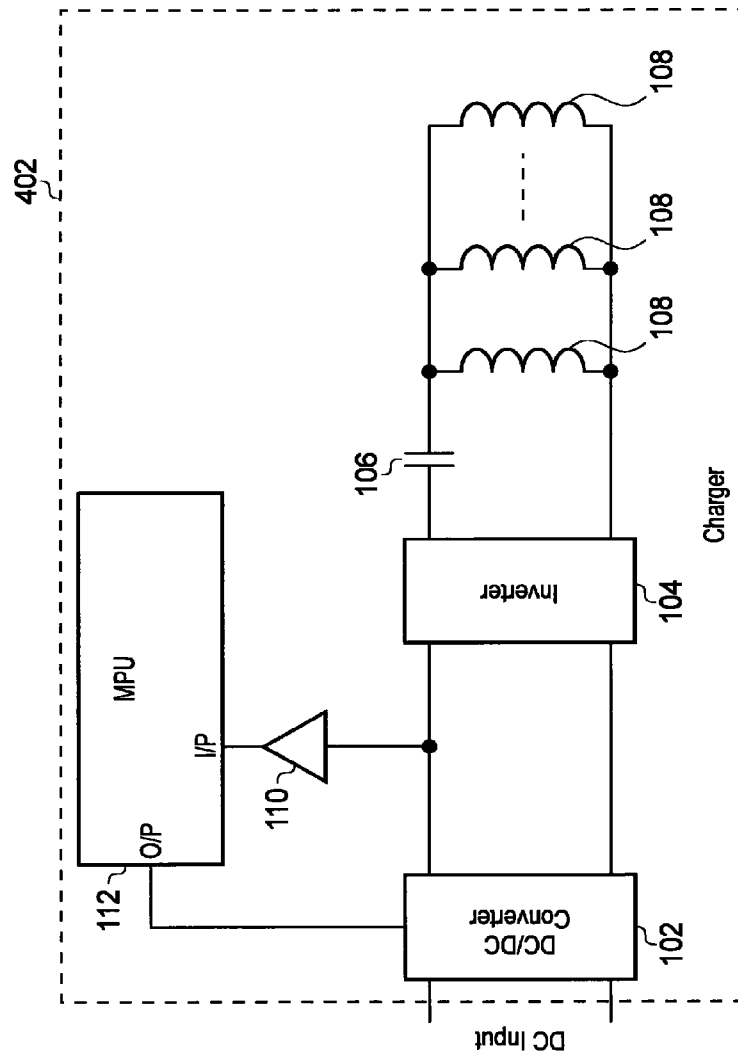 402
MPU
O/P
I/P
112
110
DC Input
DC/DC
Converter
102
Inverter
104
106
108
108
108
Charger